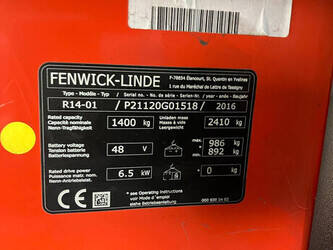 FENWICK-LINDE
F-78854 Elancourt, St. Quentin en Yvelines
1 rue du Maréchal de Lattre de Tassigny
Type - Modèle - Typ / Serial no. - No. de série - Serien-Nr. / year - année - Baujahr
R14-01 / P21120G01518 / 2016
Rated capacity
Capacité nominale
Nenn-Tragfähigkeit
1400 kg
Unladen mass
Masse à vide
Leergewicht
2410 kg
Battery voltage
Tension batterie
Batteriespannung
48 V
max 986 kg
min 892 kg
Rated drive power
Puissance motr. nom.
Nenn-Antriebsleist.
6.5 kW
0 kg
* see Operating instructions
voir Mode d'emploi
siehe Betriebsanleitung